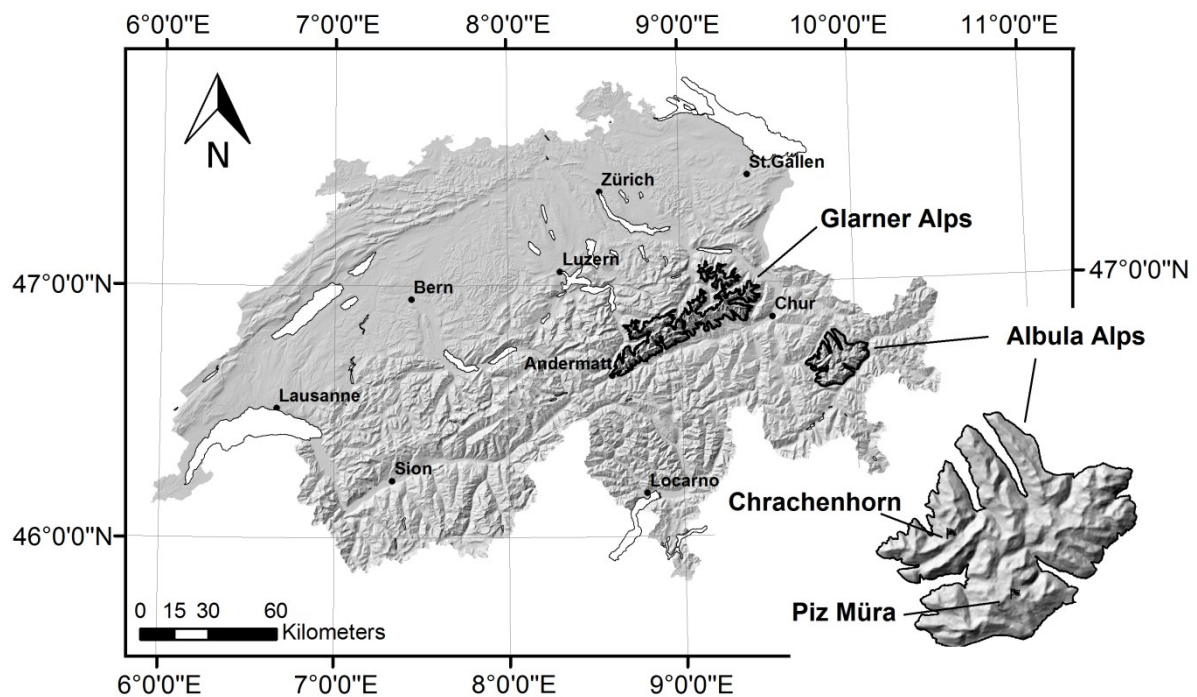 6°0'0"E 7°0'0"E 8°0'0"E 9°0'0"E 10°0'0"E 11°0'0"E
N
St.Gallen
Zürich
Glarner Alps
47°0'0"N
Luzern
47°0'0"N
Bern
Chur
Albula Alps
Andermatt
Lausanne
Sion
Locarno
Chrachenhorn
46°0'0"N
Piz Müra
0 15 30 60
Kilometers
6°0'0"E 7°0'0"E 8°0'0"E 9°0'0"E